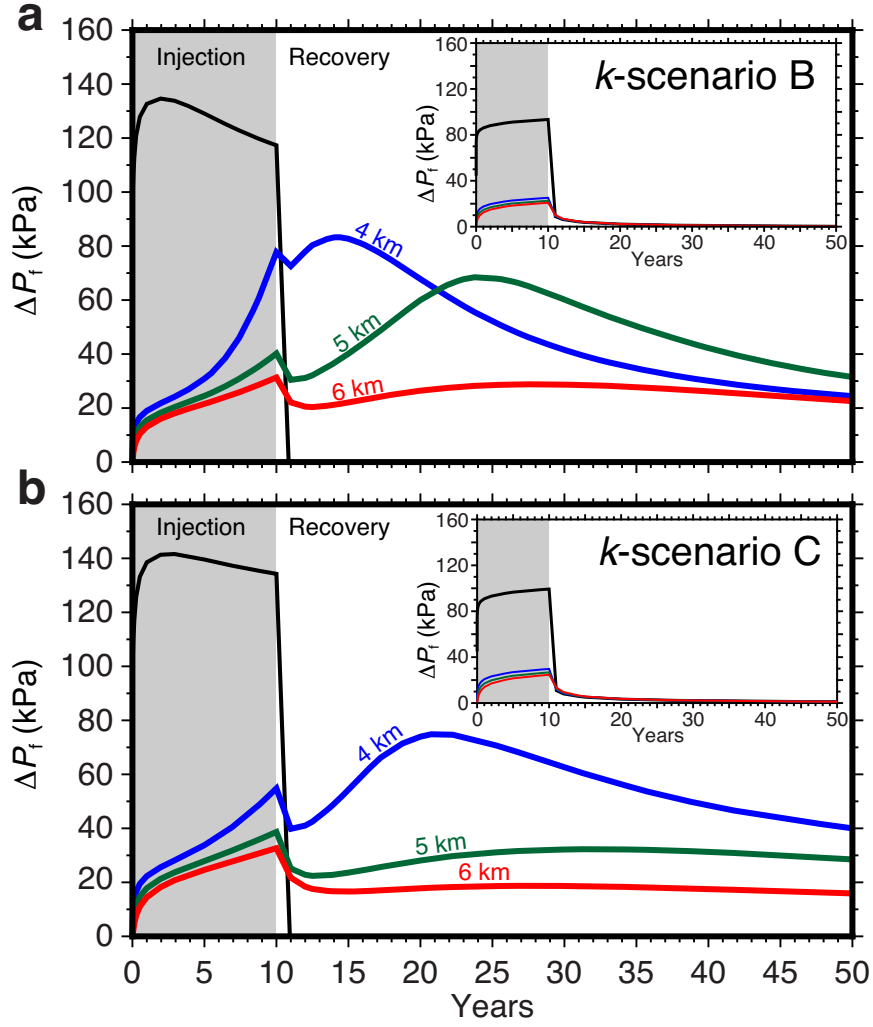 a
160
140
120
100
80
60
40
20
0
ΔPf (kPa)
Injection Recovery
4 km
5 km
6 km
k-scenario B
160
120
80
40
0
ΔPf (kPa)
0 10 20 30 40 50
Years
b
160
140
120
100
80
60
40
20
0
ΔPf (kPa)
Injection Recovery
4 km
5 km
6 km
k-scenario C
160
120
80
40
0
ΔPf (kPa)
0 10 20 30 40 50
Years
0 5 10 15 20 25 30 35 40 45 50
Years